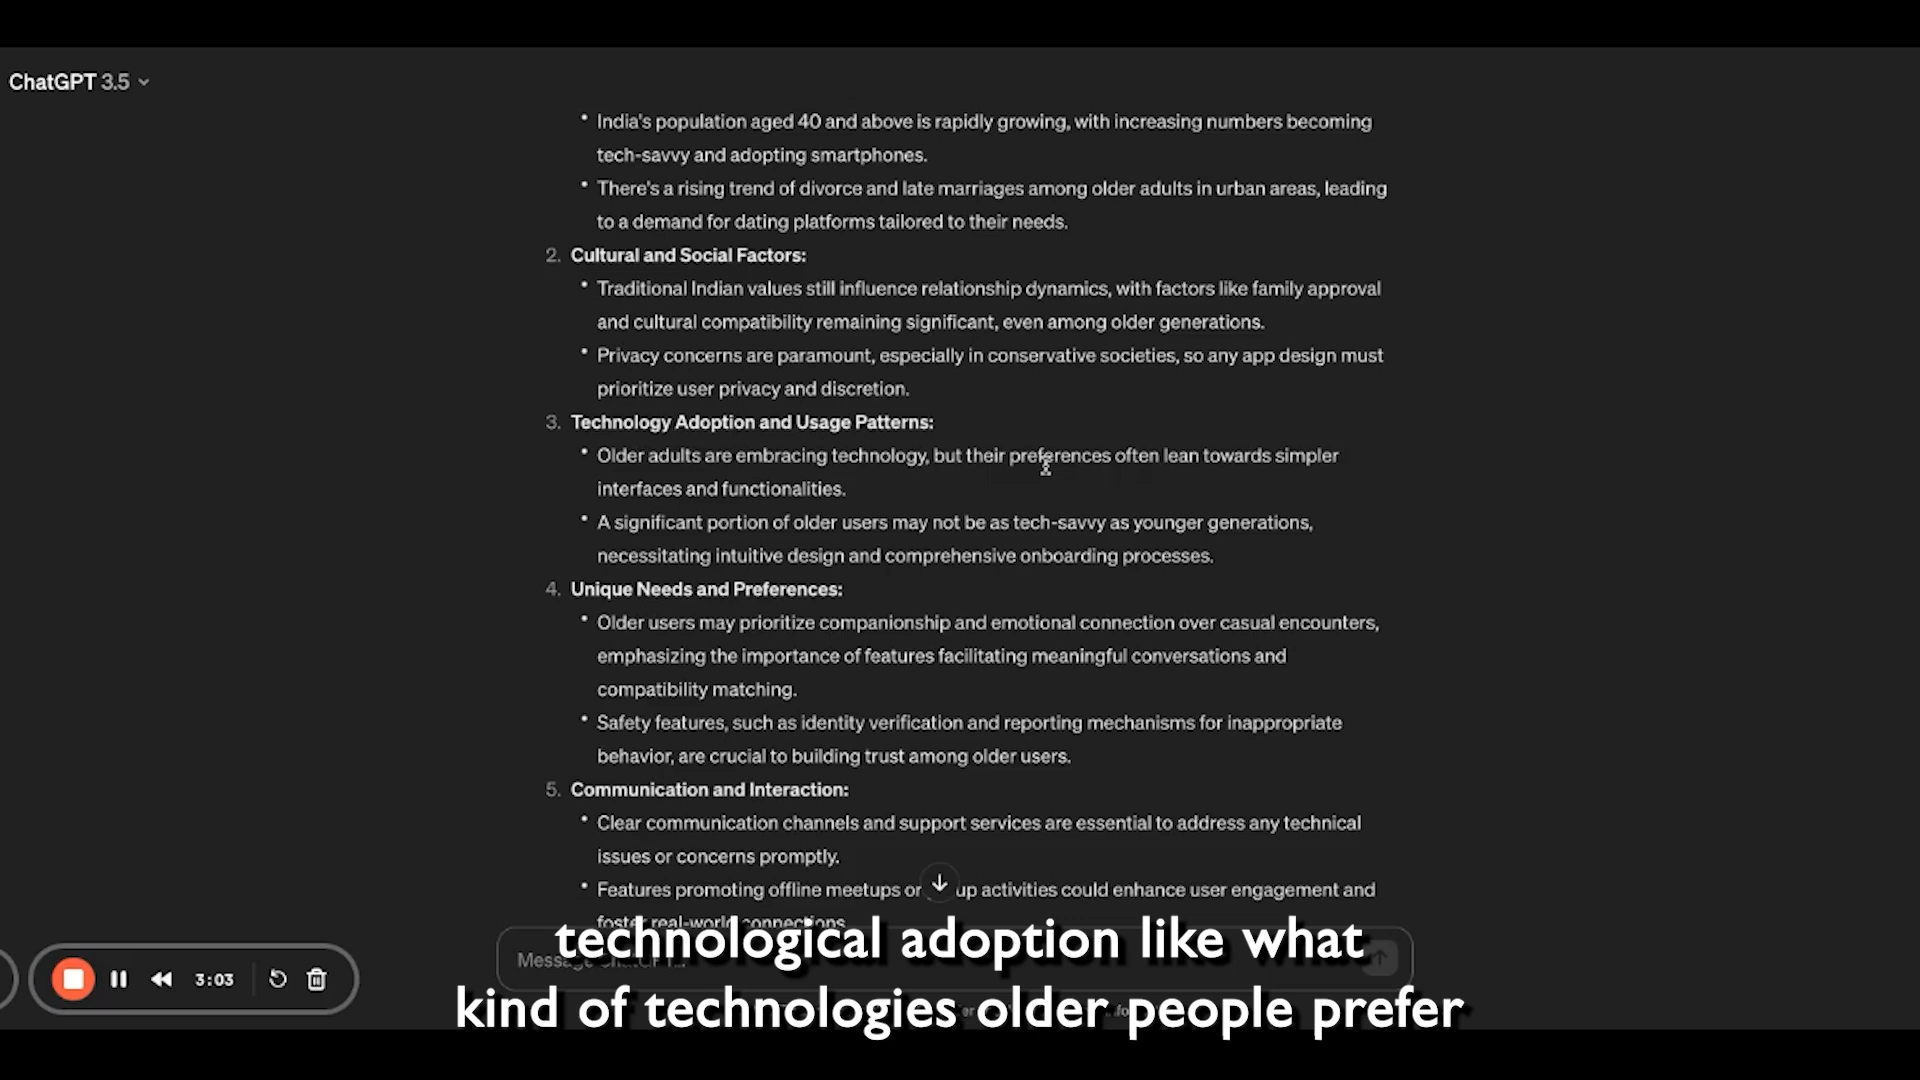 ChatGPT 3.5
• India's population aged 40 and above is rapidly growing, with increasing numbers becoming
tech-savvy and adopting smartphones.
• There's a rising trend of divorce and late marriages among older adults in urban areas, leading
to a demand for dating platforms tailored to their needs.
2. Cultural and Social Factors:
• Traditional Indian values still influence relationship dynamics, with factors like family approval
and cultural compatibility remaining significant, even among older generations.
• Privacy concerns are paramount, especially in conservative societies, so any app design must
prioritize user privacy and discretion.
3. Technology Adoption and Usage Patterns:
• Older adults are embracing technology, but their preferences often lean towards simpler
interfaces and functionalities.
• A significant portion of older users may not be as tech-savvy as younger generations,
necessitating intuitive design and comprehensive onboarding processes.
4. Unique Needs and Preferences:
• Older users may prioritize companionship and emotional connection over casual encounters,
emphasizing the importance of features facilitating meaningful conversations and
compatibility matching.
• Safety features, such as identity verification and reporting mechanisms for inappropriate
behavior, are crucial to building trust among older users.
5. Communication and Interaction:
• Clear communication channels and support services are essential to address any technical
issues or concerns promptly.
• Features promoting offline meetups or up activities could enhance user engagement and
foster real-world connections.
technological adoption like what
kind of technologies older people prefer
3:03